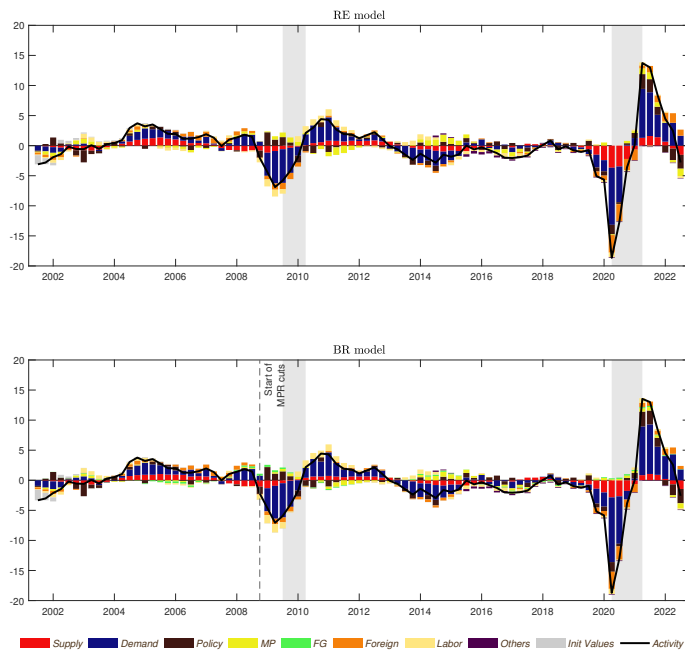 RE model
20
15
10
5
0
-5
-10
-15
-20
2002 2004 2006 2008 2010 2012 2014 2016 2018 2020 2022
BR model
20
15
10
5
0
-5
-10
-15
-20
Start of
MPR cuts
2002 2004 2006 2008 2010 2012 2014 2016 2018 2020 2022
Supply Demand Policy MP FG Foreign Labor Others Init Values Activity